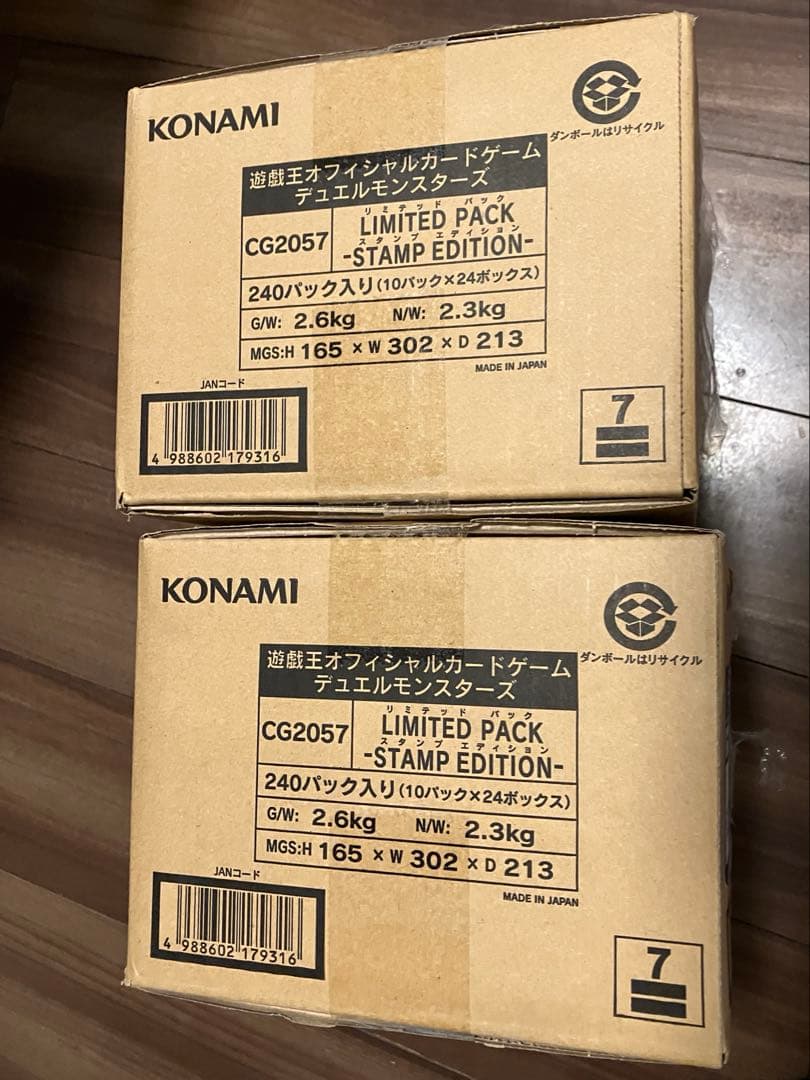 KONAMI
ダンボールはリサイクル
遊戯王オフィシャルカードゲーム
デュエルモンスターズ
CG2057
リミテッド パック
LIMITED PACK
スタンプ エディション
-STAMP EDITION-
240パック入り(10パック×24ボックス)
G/W: 2.6kg N/W: 2.3kg
MGS:H 165 × W 302 × D 213
MADE IN JAPAN
JANコード
4 988602 179316
7
KONAMI
ダンボールはリサイクル
遊戯王オフィシャルカードゲーム
デュエルモンスターズ
CG2057
リミテッド パック
LIMITED PACK
スタンプ エディション
-STAMP EDITION-
240パック入り(10パック×24ボックス)
G/W: 2.6kg N/W: 2.3kg
MGS:H 165 × W 302 × D 213
MADE IN JAPAN
JANコード
4 988602 179316
7